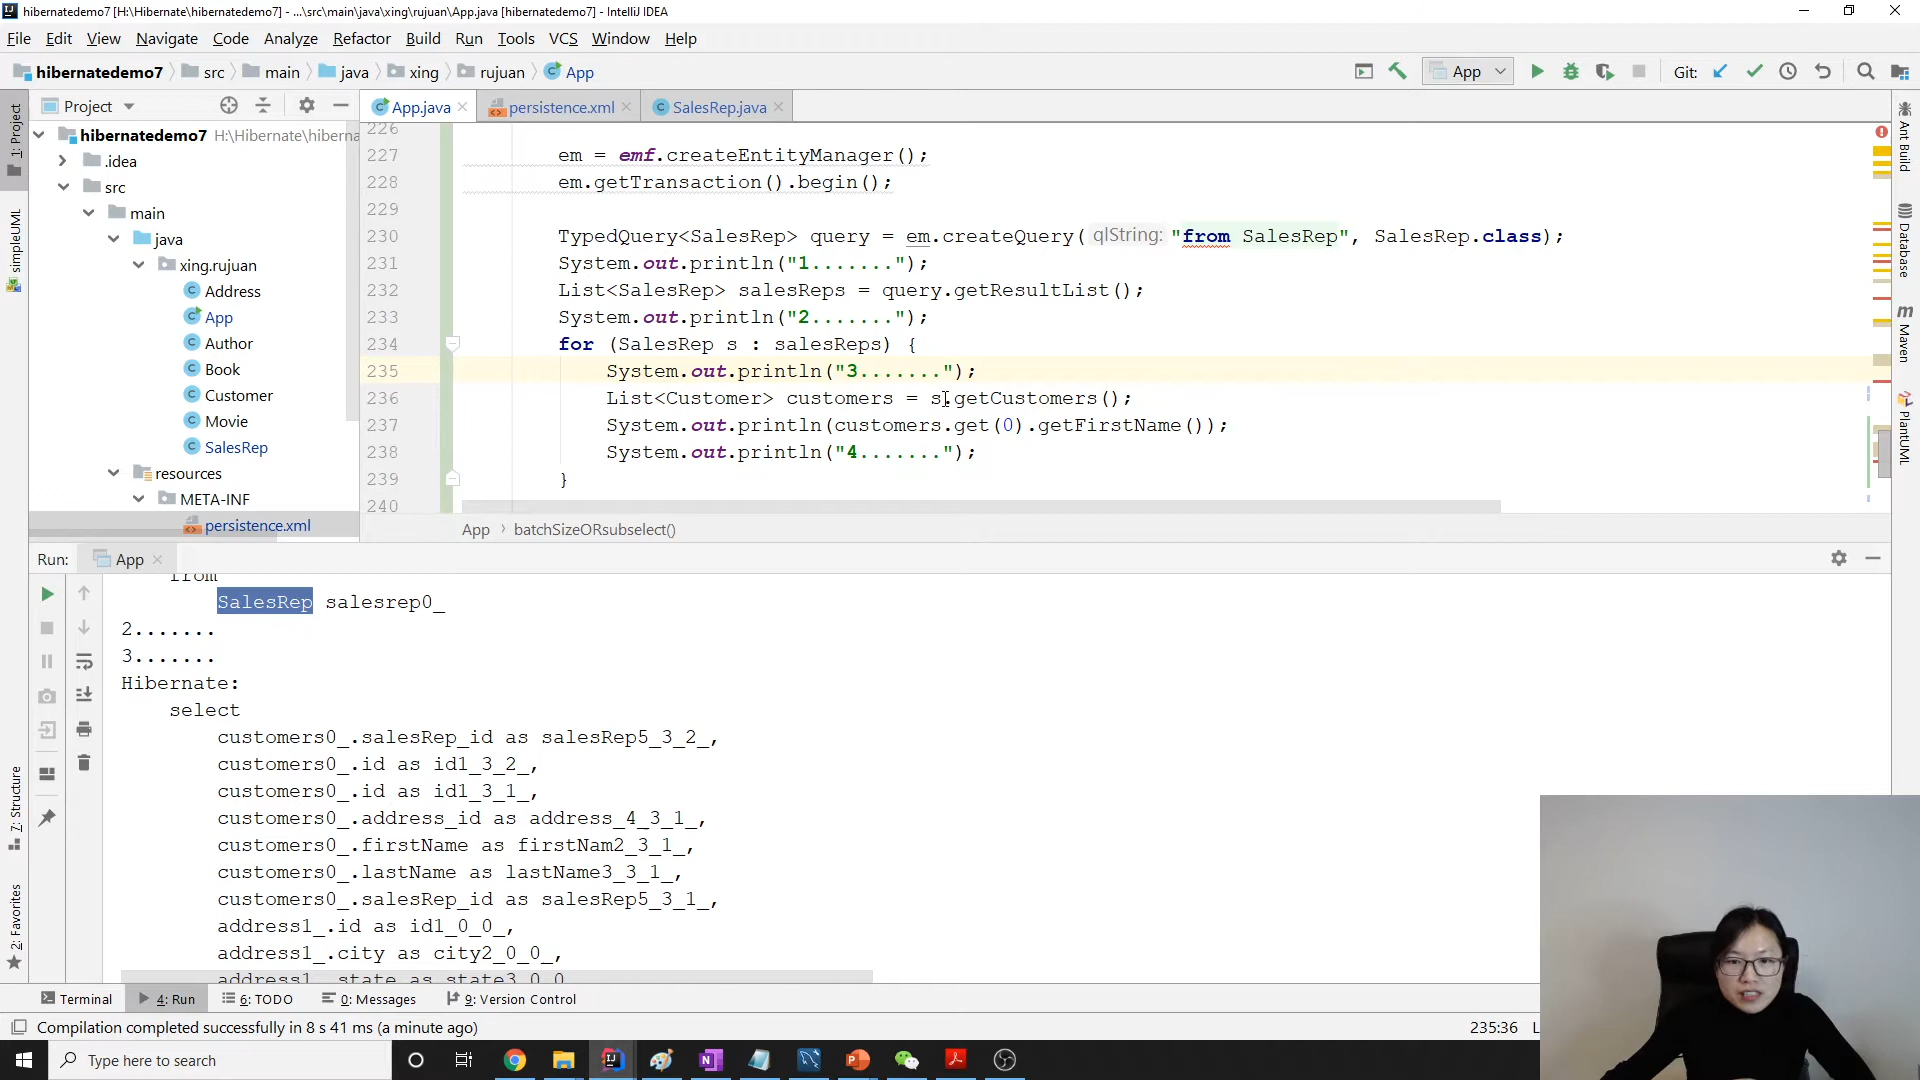 hibernatedemo7 [H:\Hibernate\hibernatedemo7] - ...\src\main\java\xing\rujuan\App.java [hibernatedemo7] - IntelliJ IDEA
File Edit View Navigate Code Analyze Refactor Build Run Tools VCS Window Help
hibernatedemo7 src main java xing rujuan App
App Git:
Project
App.java persistence.xml SalesRep.java
1: Project
simpleUML
7: Structure
2: Favorites
hibernatedemo7 H:\Hibernate\hiberna
.idea
src
main
java
xing.rujuan
Address
App
Author
Book
Customer
Movie
SalesRep
resources
META-INF
persistence.xml
226
227 em = emf.createEntityManager();
228 em.getTransaction().begin();
229
230 TypedQuery<SalesRep> query = em.createQuery( qlString: "from SalesRep", SalesRep.class);
231 System.out.println("1.......");
232 List<SalesRep> salesReps = query.getResultList();
233 System.out.println("2.......");
234 for (SalesRep s : salesReps) {
235 System.out.println("3.......");
236 List<Customer> customers = s.getCustomers();
237 System.out.println(customers.get(0).getFirstName());
238 System.out.println("4.......");
239 }
240
App batchSizeORsubselect()
Ant Build
Database
Maven
PlantUML
Run: App
from
SalesRep salesrep0_
2.......
3.......
Hibernate:
select
customers0_.salesRep_id as salesRep5_3_2_,
customers0_.id as id1_3_2_,
customers0_.id as id1_3_1_,
customers0_.address_id as address_4_3_1_,
customers0_.firstName as firstNam2_3_1_,
customers0_.lastName as lastName3_3_1_,
customers0_.salesRep_id as salesRep5_3_1_,
address1_.id as id1_0_0_,
address1_.city as city2_0_0_,
address1_.state as state3_0_0_
Terminal 4: Run 6: TODO 0: Messages 9: Version Control
Compilation completed successfully in 8 s 41 ms (a minute ago)
235:36
Type here to search